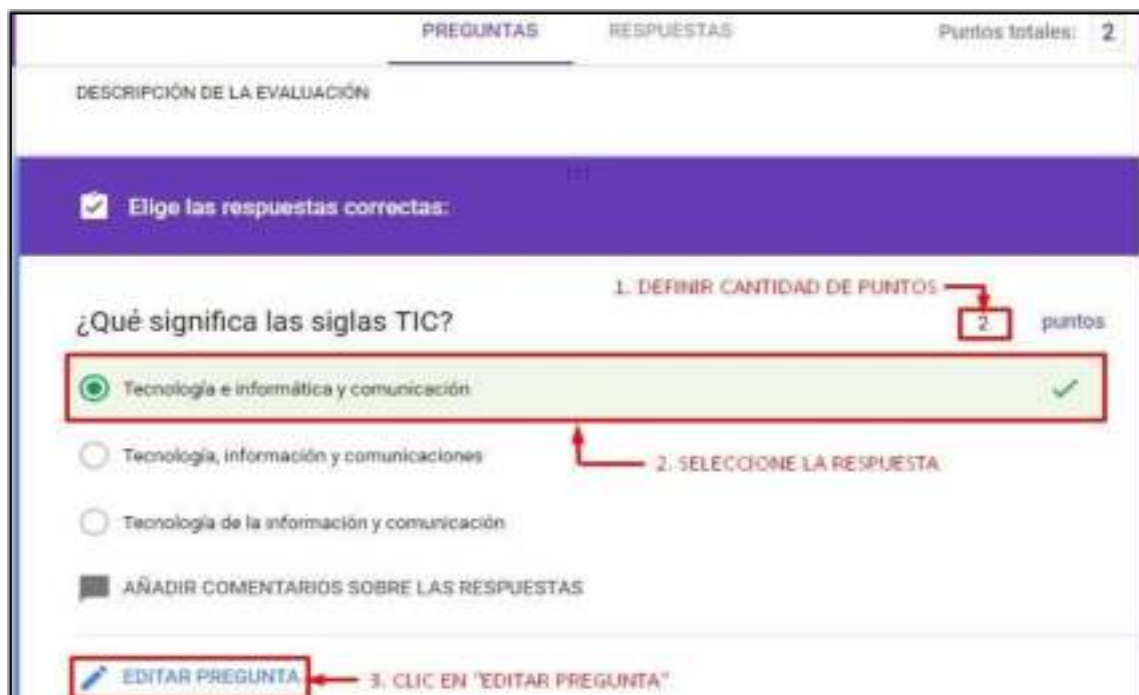 PREGUNTAS RESPUESTAS Puntos totales: 2
DESCRIPCIÓN DE LA EVALUACIÓN
Elige las respuestas correctas:
1. DEFINIR CANTIDAD DE PUNTOS
¿Qué significa las siglas TIC? 2 puntos
Tecnología e informática y comunicación
Tecnología, información y comunicaciones
2. SELECCIONE LA RESPUESTA
Tecnología de la información y comunicación
AÑADIR COMENTARIOS SOBRE LAS RESPUESTAS
EDITAR PREGUNTA 3. CLIC EN "EDITAR PREGUNTA"